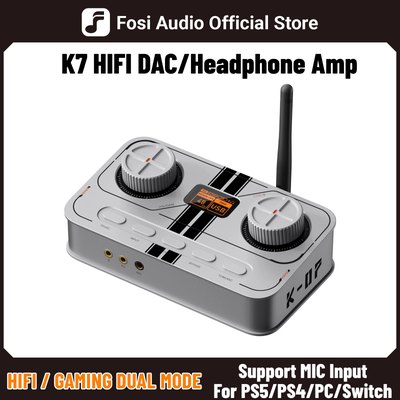 Fosi Audio Official Store
K7 HIFI DAC/Headphone Amp
USB
K-07
HIFI / GAMING DUAL MODE
Support MIC Input
For PS5/PS4/PC/Switch